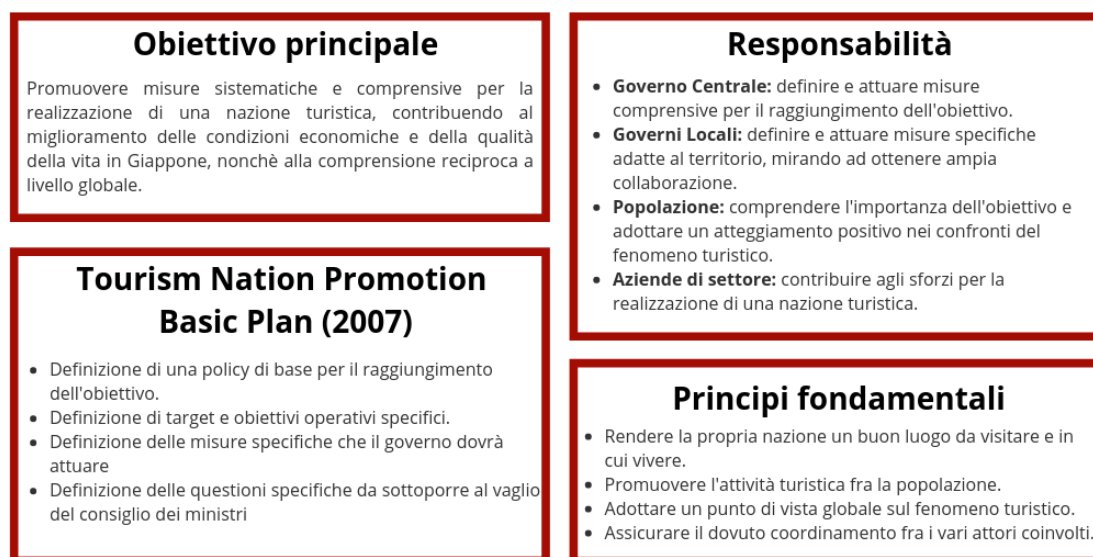 Obiettivo principale
Promuovere misure sistematiche e comprensive per la
realizzazione di una nazione turistica, contribuendo al
miglioramento delle condizioni economiche e della qualità
della vita in Giappone, nonchè alla comprensione reciproca a
livello globale.
Tourism Nation Promotion
Basic Plan (2007)
• Definizione di una policy di base per il raggiungimento
dell'obiettivo.
• Definizione di target e obiettivi operativi specifici.
• Definizione delle misure specifiche che il governo dovrà
attuare
• Definizione delle questioni specifiche da sottoporre al vaglio
del consiglio dei ministri
Responsabilità
• Governo Centrale: definire e attuare misure
comprensive per il raggiungimento dell'obiettivo.
• Governi Locali: definire e attuare misure specifiche
adatte al territorio, mirando ad ottenere ampia
collaborazione.
• Popolazione: comprendere l'importanza dell'obiettivo e
adottare un atteggiamento positivo nei confronti del
fenomeno turistico.
• Aziende di settore: contribuire agli sforzi per la
realizzazione di una nazione turistica.
Principi fondamentali
• Rendere la propria nazione un buon luogo da visitare e in
cui vivere.
• Promuovere l'attività turistica fra la popolazione.
• Adottare un punto di vista globale sul fenomeno turistico.
• Assicurare il dovuto coordinamento fra i vari attori coinvolti.